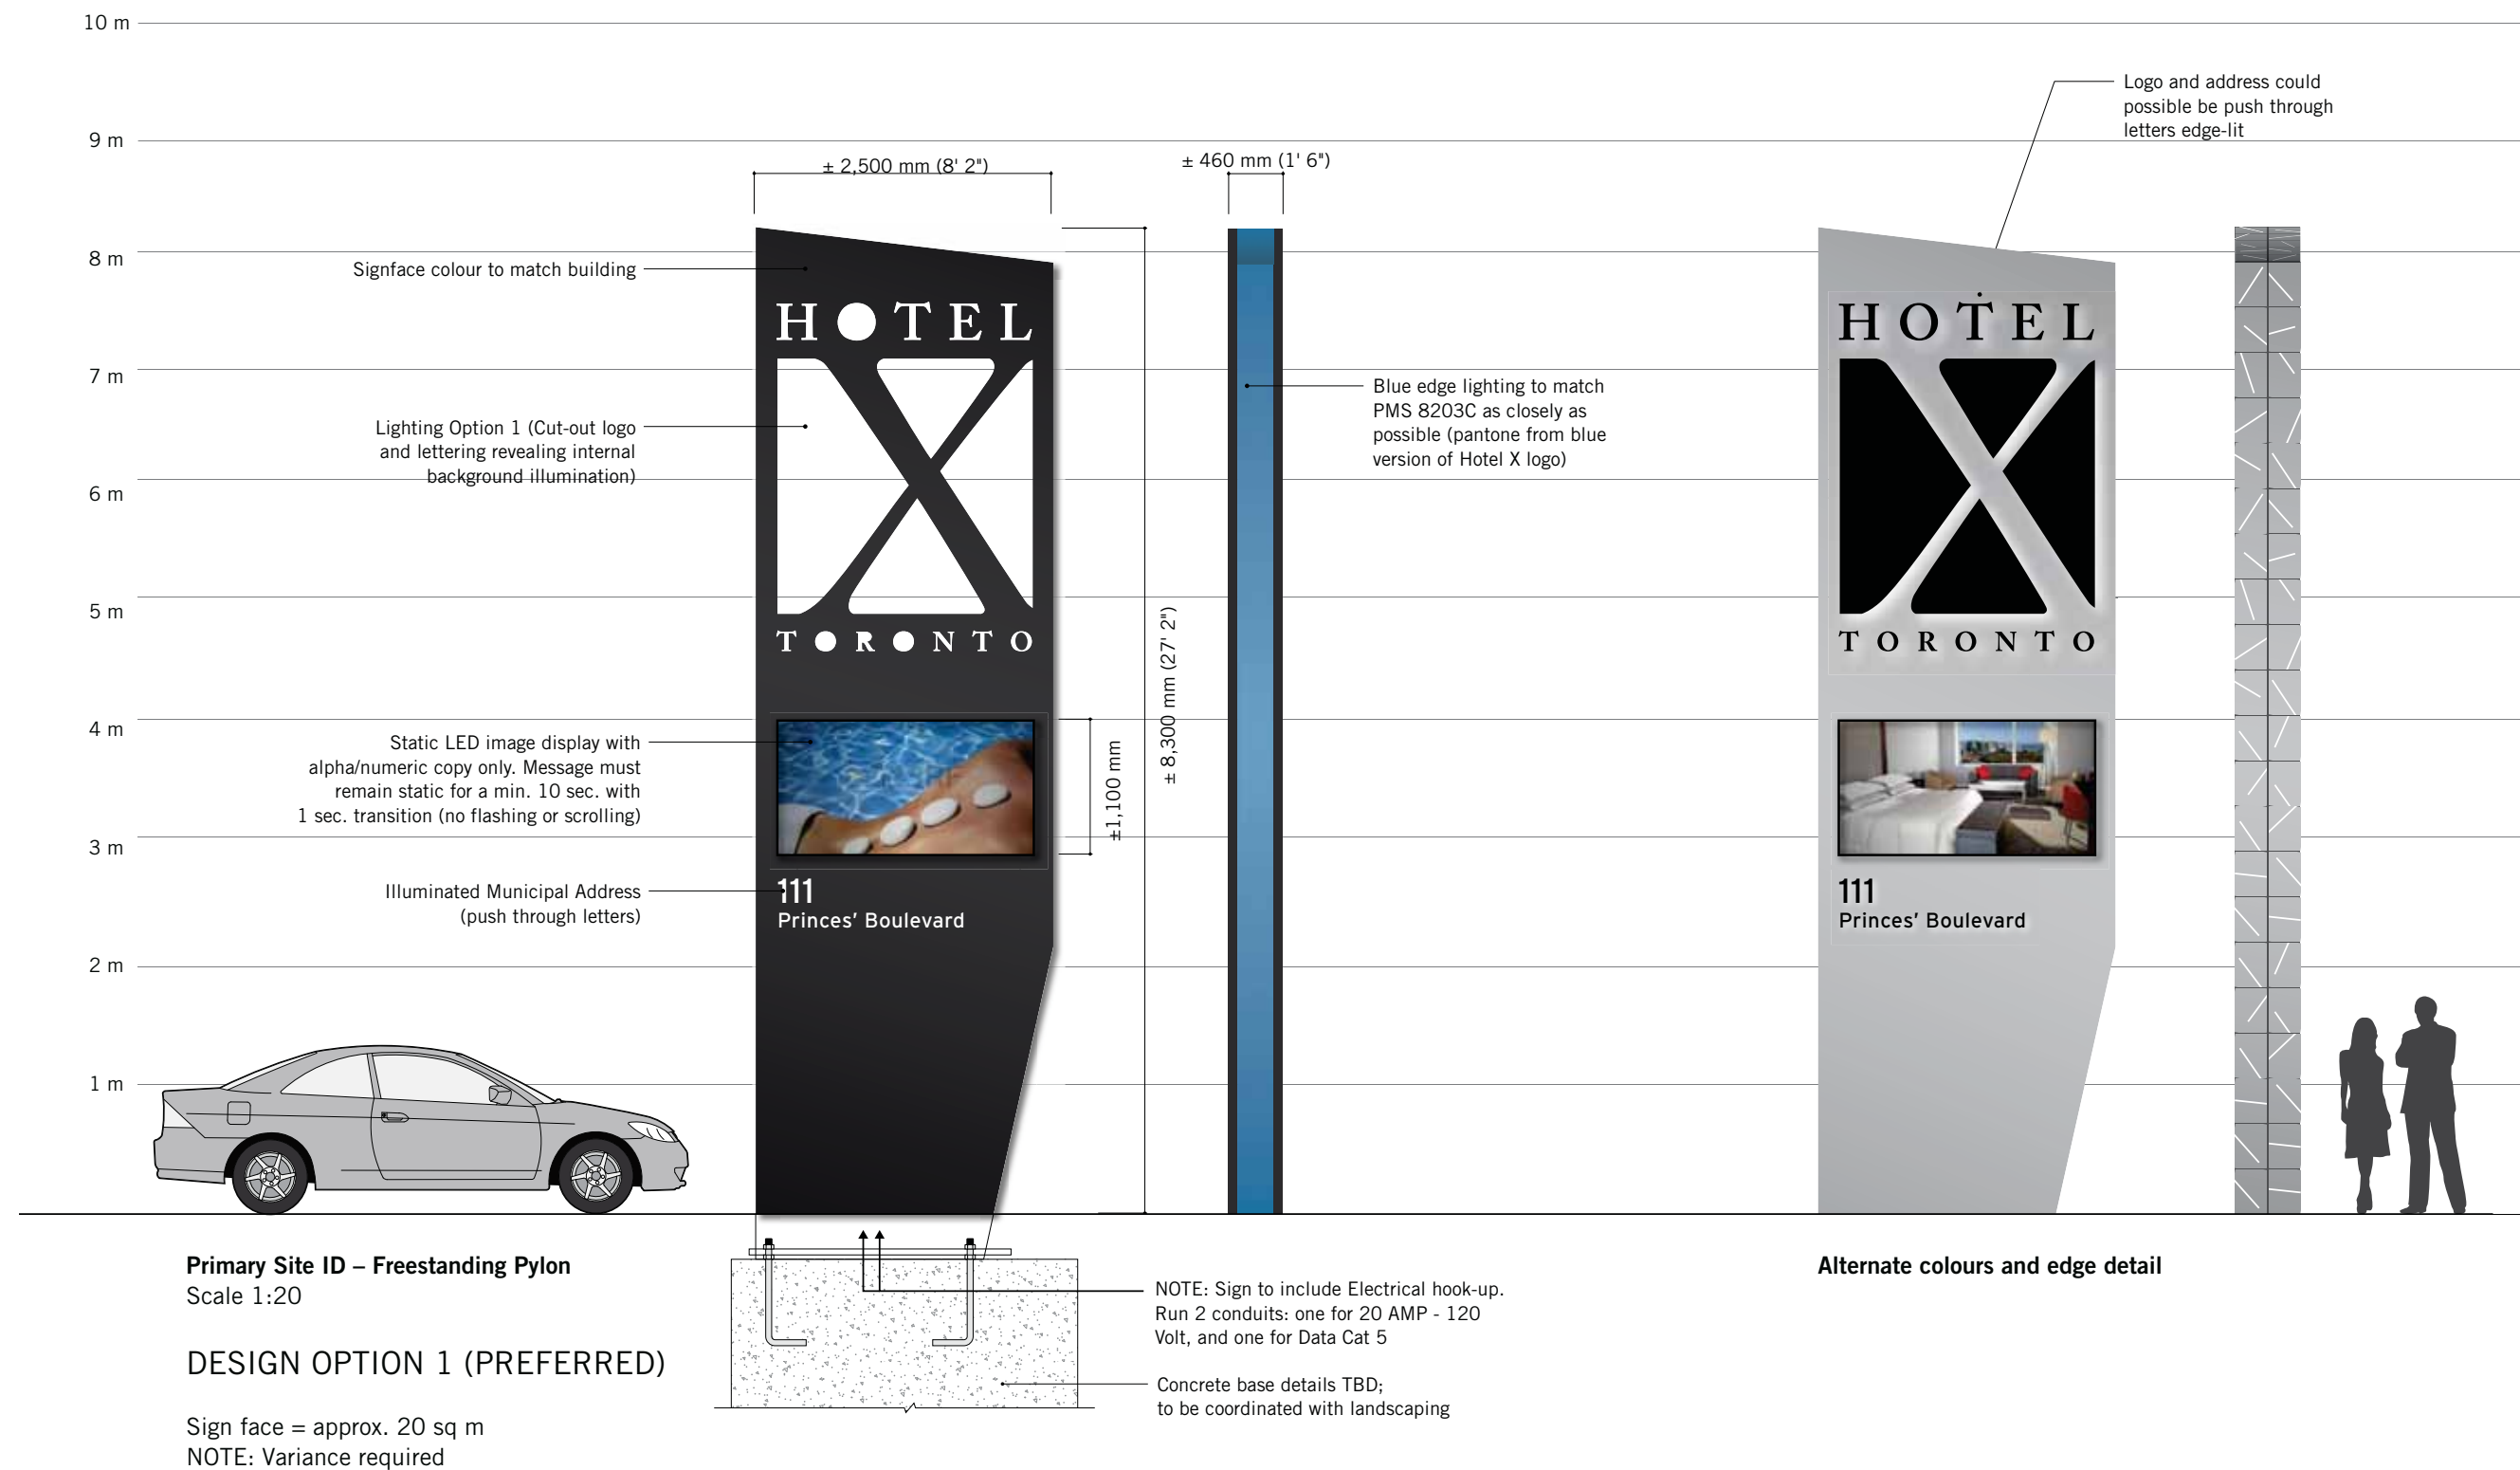 10 m
9 m
8 m
7 m
6 m
5 m
4 m
3 m
2 m
1 m
± 2,500 mm (8' 2")
± 460 mm (1' 6")
± 8,300 mm (27' 2")
±1,100 mm
Logo and address could
possible be push through
letters edge-lit
Signface colour to match building
Lighting Option 1 (Cut-out logo
and lettering revealing internal
background illumination)
Static LED image display with
alpha/numeric copy only. Message must
remain static for a min. 10 sec. with
1 sec. transition (no flashing or scrolling)
Illuminated Municipal Address
(push through letters)
HOTEL
X
TORONTO
111
Princes' Boulevard
Blue edge lighting to match
PMS 8203C as closely as
possible (pantone from blue
version of Hotel X logo)
HOTEL
X
TORONTO
111
Princes' Boulevard
Primary Site ID – Freestanding Pylon
Scale 1:20
DESIGN OPTION 1 (PREFERRED)
Sign face = approx. 20 sq m
NOTE: Variance required
NOTE: Sign to include Electrical hook-up.
Run 2 conduits: one for 20 AMP - 120
Volt, and one for Data Cat 5
Concrete base details TBD;
to be coordinated with landscaping
Alternate colours and edge detail